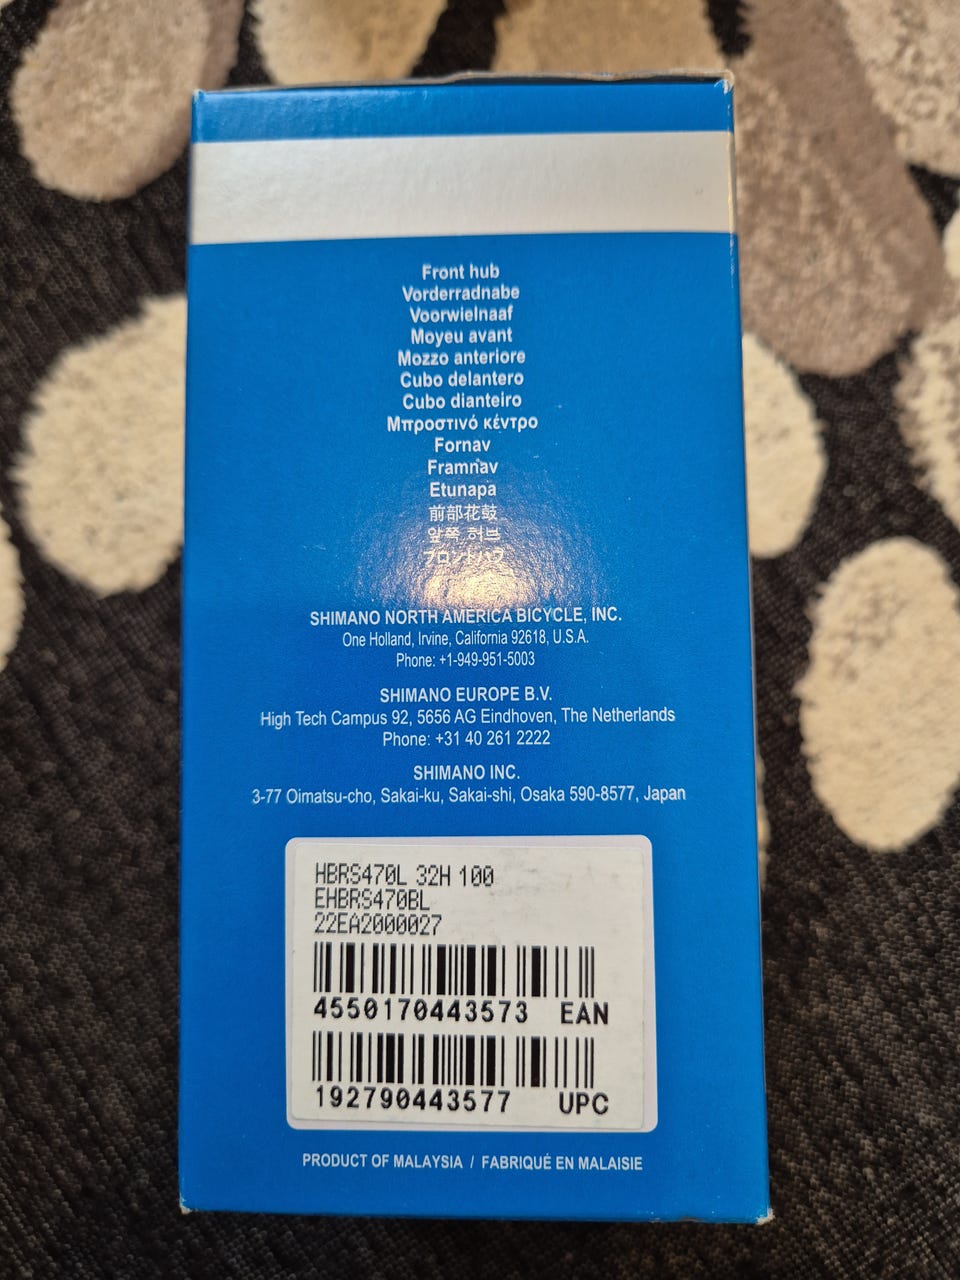 Front hub
Vorderradnabe
Voorwielnaaf
Moyeu avant
Mozzo anteriore
Cubo delantero
Cubo dianteiro
Μπροστινό κέντρο
Fornav
Framnav
Etunapa
前部花鼓
앞쪽 허브
フロントハブ
SHIMANO NORTH AMERICA BICYCLE, INC.
One Holland, Irvine, California 92618, U.S.A.
Phone: +1-949-951-5003
SHIMANO EUROPE B.V.
High Tech Campus 92, 5656 AG Eindhoven, The Netherlands
Phone: +31 40 261 2222
SHIMANO INC.
3-77 Oimatsu-cho, Sakai-ku, Sakai-shi, Osaka 590-8577, Japan
HBRS470L 32H 100
EHBRS470BL
22EA2000027
4550170443573 EAN
192790443577 UPC
PRODUCT OF MALAYSIA / FABRIQUÉ EN MALAISIE